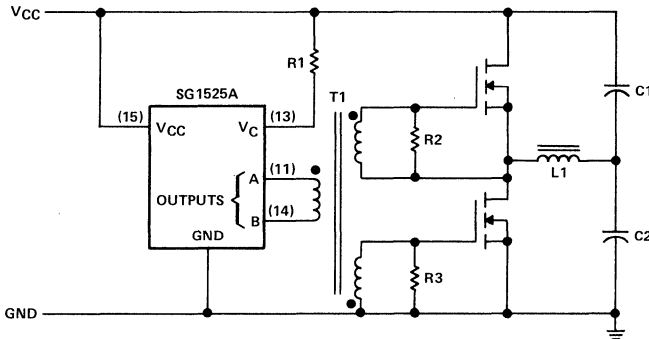 VCC
R1
SG1525A
(15)
VCC
VC
(13)
T1
C1
R2
(11)
A
OUTPUTS
B
(14)
L1
GND
R3
C2
GND